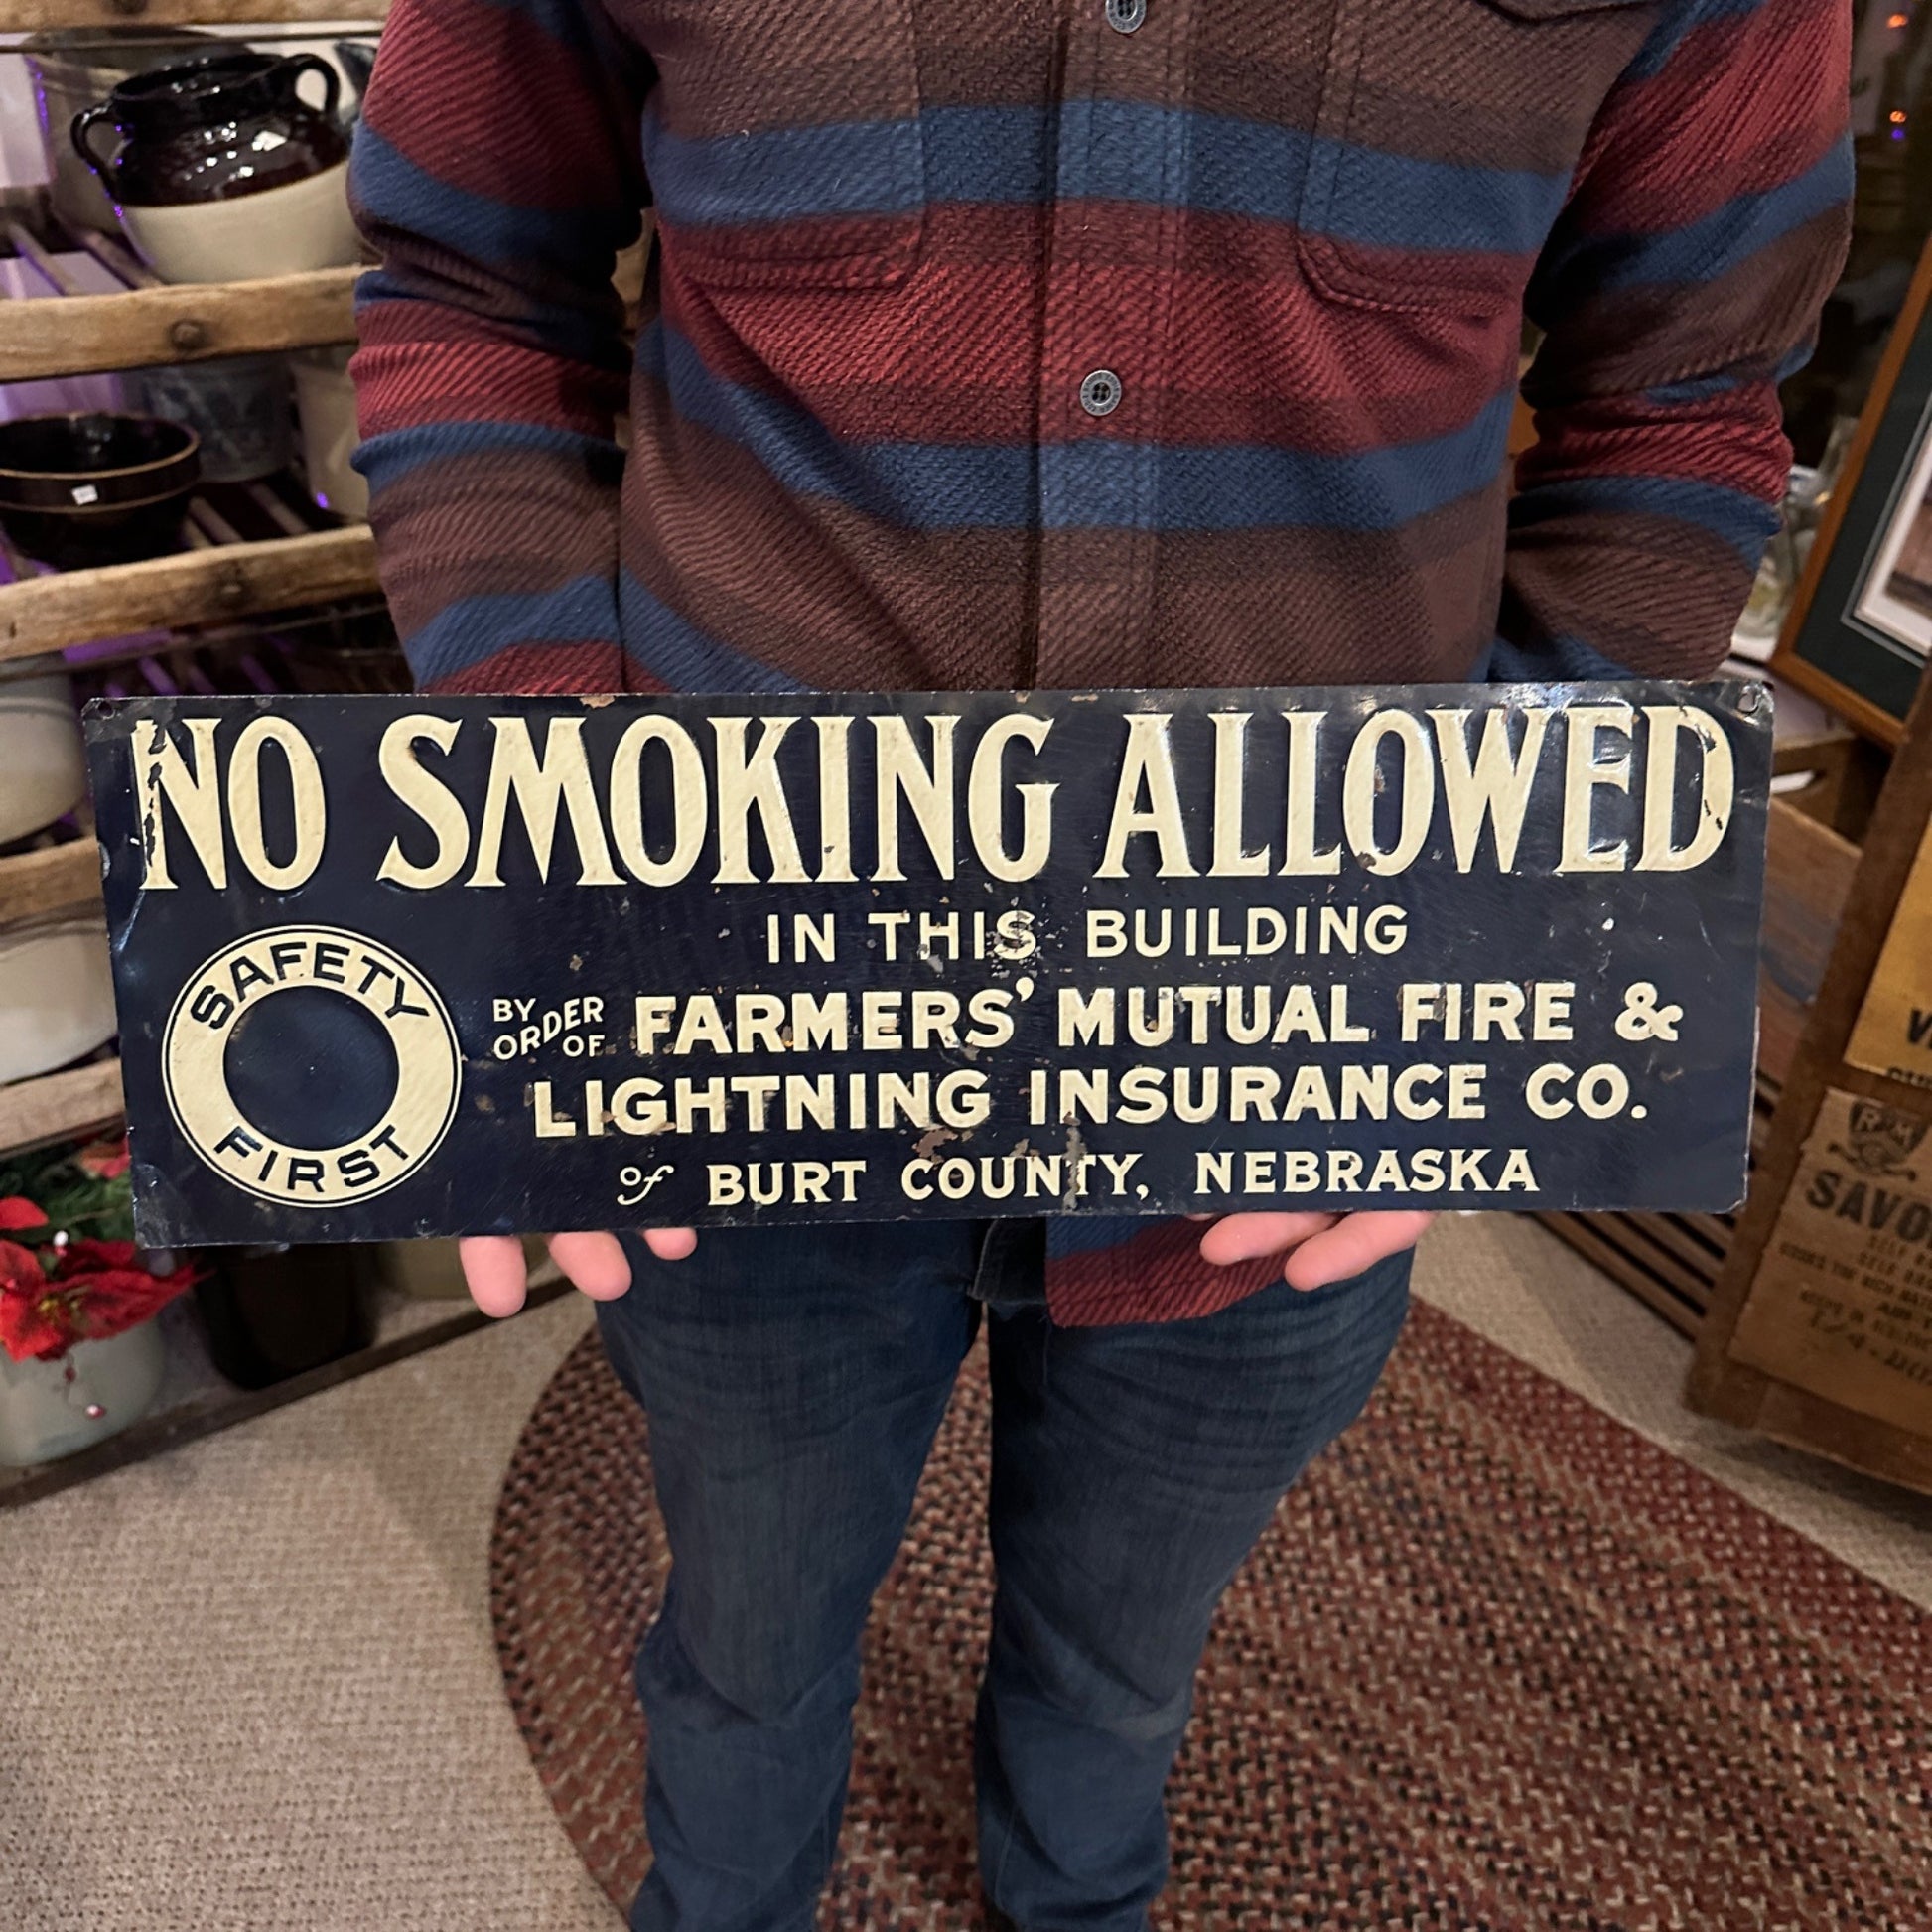 NO SMOKING ALLOWED
IN THIS BUILDING
SAFETY
FIRST
BY
ORDER
OF
FARMERS' MUTUAL FIRE &
LIGHTNING INSURANCE CO.
of BURT COUNTY, NEBRASKA